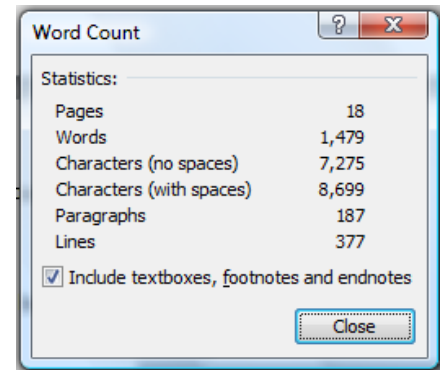 Word Count
Statistics:
Pages 18
Words 1,479
Characters (no spaces) 7,275
Characters (with spaces) 8,699
Paragraphs 187
Lines 377
Include textboxes, footnotes and endnotes
Close